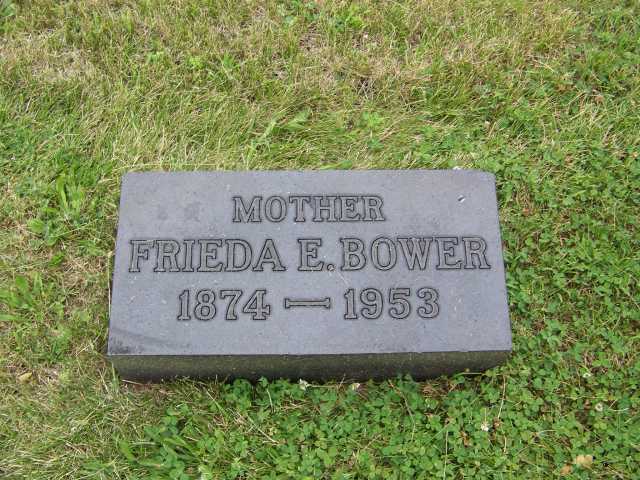 MOTHER
FRIEDA E. BOWER
1874 — 1953